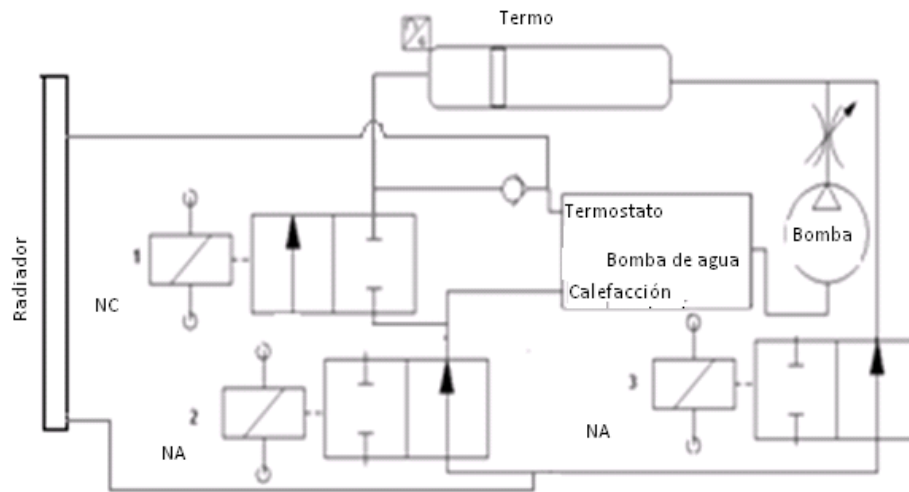 Termo
Termostato
Bomba
Bomba de agua
Calefacción
Radiador
1
NC
3
2
NA
NA